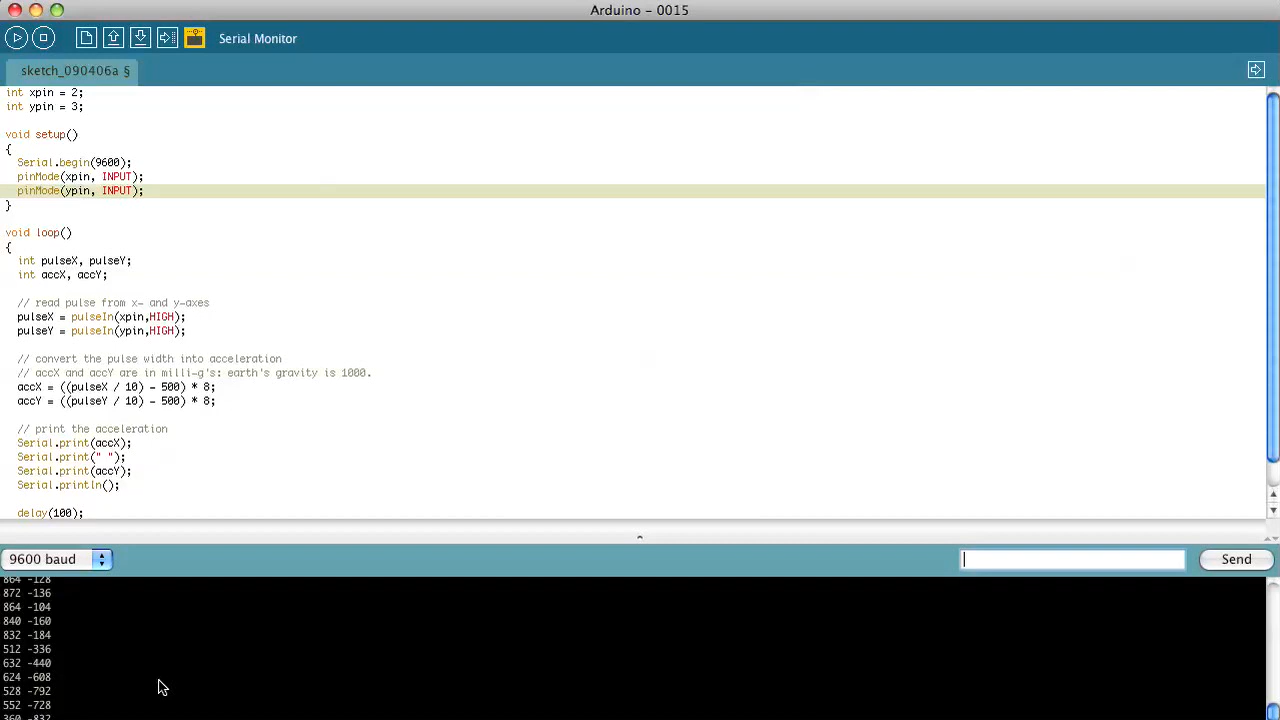 Arduino - 0015
Serial Monitor
sketch_090406a §
int xpin = 2;
int ypin = 3;
void setup()
{
Serial.begin(9600);
pinMode(xpin, INPUT);
pinMode(ypin, INPUT);
}
void loop()
{
int pulseX, pulseY;
int accX, accY;
// read pulse from x- and y-axes
pulseX = pulseIn(xpin,HIGH);
pulseY = pulseIn(ypin,HIGH);
// convert the pulse width into acceleration
// accX and accY are in milli-g's: earth's gravity is 1000.
accX = ((pulseX / 10) - 500) * 8;
accY = ((pulseY / 10) - 500) * 8;
// print the acceleration
Serial.print(accX);
Serial.print(" ");
Serial.print(accY);
Serial.println();
delay(100);
9600 baud
Send
864 -128
872 -136
864 -104
840 -160
832 -184
512 -336
632 -440
624 -608
528 -792
552 -728
360 -832